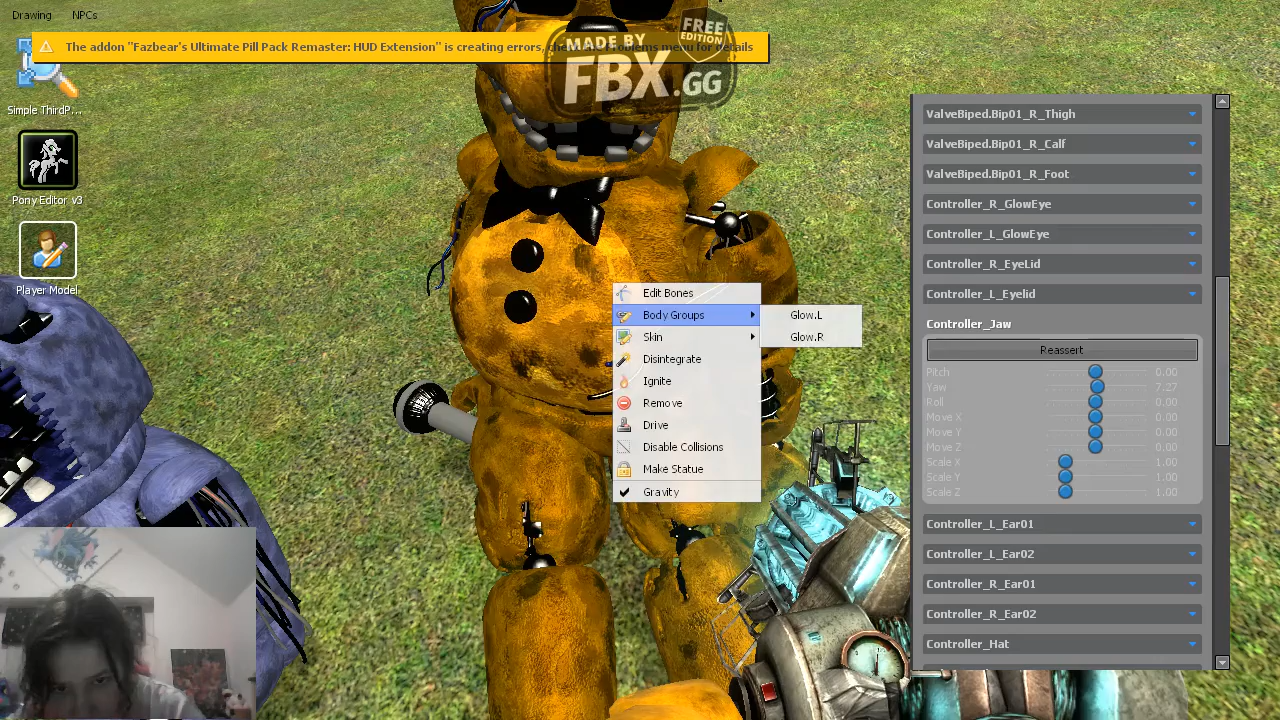 Drawing NPCs
The addon "Fazbear's Ultimate Pill Pack Remaster: HUD Extension" is creating errors, check the Problems menu for details
MADE BY
FREE
EDITION
FBX.GG
Simple ThirdP...
Pony Editor v3
Player Model
Edit Bones
Body Groups
Skin
Disintegrate
Ignite
Remove
Drive
Disable Collisions
Make Statue
Gravity
Glow.L
Glow.R
ValveBiped.Bip01_R_Thigh
ValveBiped.Bip01_R_Calf
ValveBiped.Bip01_R_Foot
Controller_R_GlowEye
Controller_L_GlowEye
Controller_R_EyeLid
Controller_L_Eyelid
Controller_Jaw
Reassert
Pitch 0.00
Yaw 7.27
Roll 0.00
Move X 0.00
Move Y 0.00
Move Z 0.00
Scale X 1.00
Scale Y 1.00
Scale Z 1.00
Controller_L_Ear01
Controller_L_Ear02
Controller_R_Ear01
Controller_R_Ear02
Controller_Hat